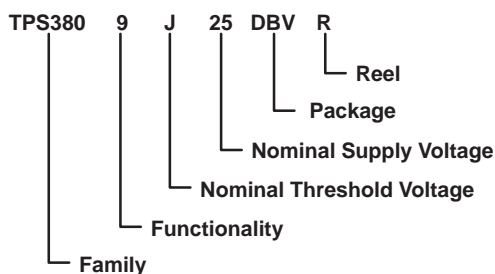 TPS380 9 J 25 DBV R
Reel
Package
Nominal Supply Voltage
Nominal Threshold Voltage
Functionality
Family